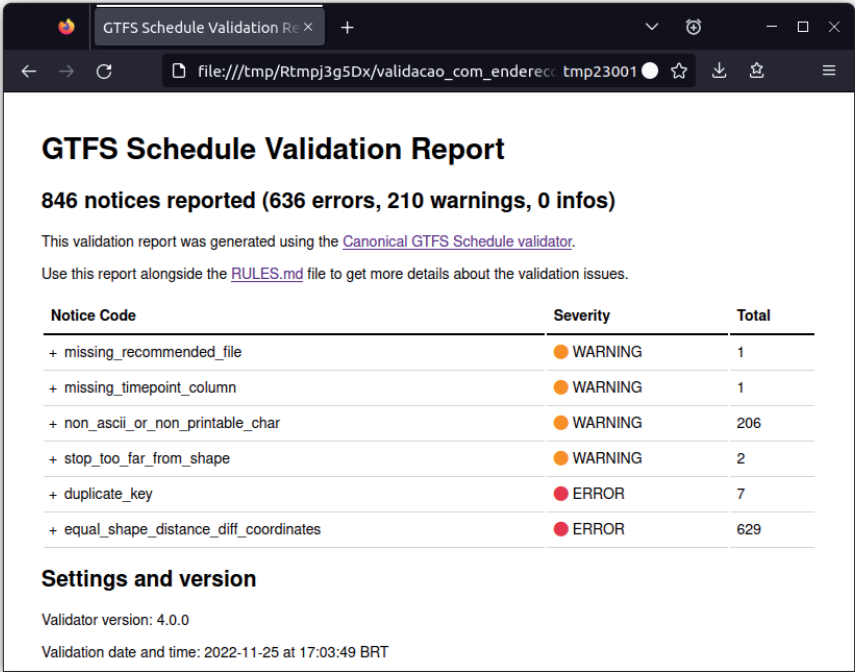 GTFS Schedule Validation Re
file:///tmp/Rtmpj3g5Dx/validacao_com_enderec tmp23001
GTFS Schedule Validation Report
846 notices reported (636 errors, 210 warnings, 0 infos)
This validation report was generated using the Canonical GTFS Schedule validator.
Use this report alongside the RULES.md file to get more details about the validation issues.
Notice Code Severity Total
+ missing_recommended_file WARNING 1
+ missing_timepoint_column WARNING 1
+ non_ascii_or_non_printable_char WARNING 206
+ stop_too_far_from_shape WARNING 2
+ duplicate_key ERROR 7
+ equal_shape_distance_diff_coordinates ERROR 629
Settings and version
Validator version: 4.0.0
Validation date and time: 2022-11-25 at 17:03:49 BRT